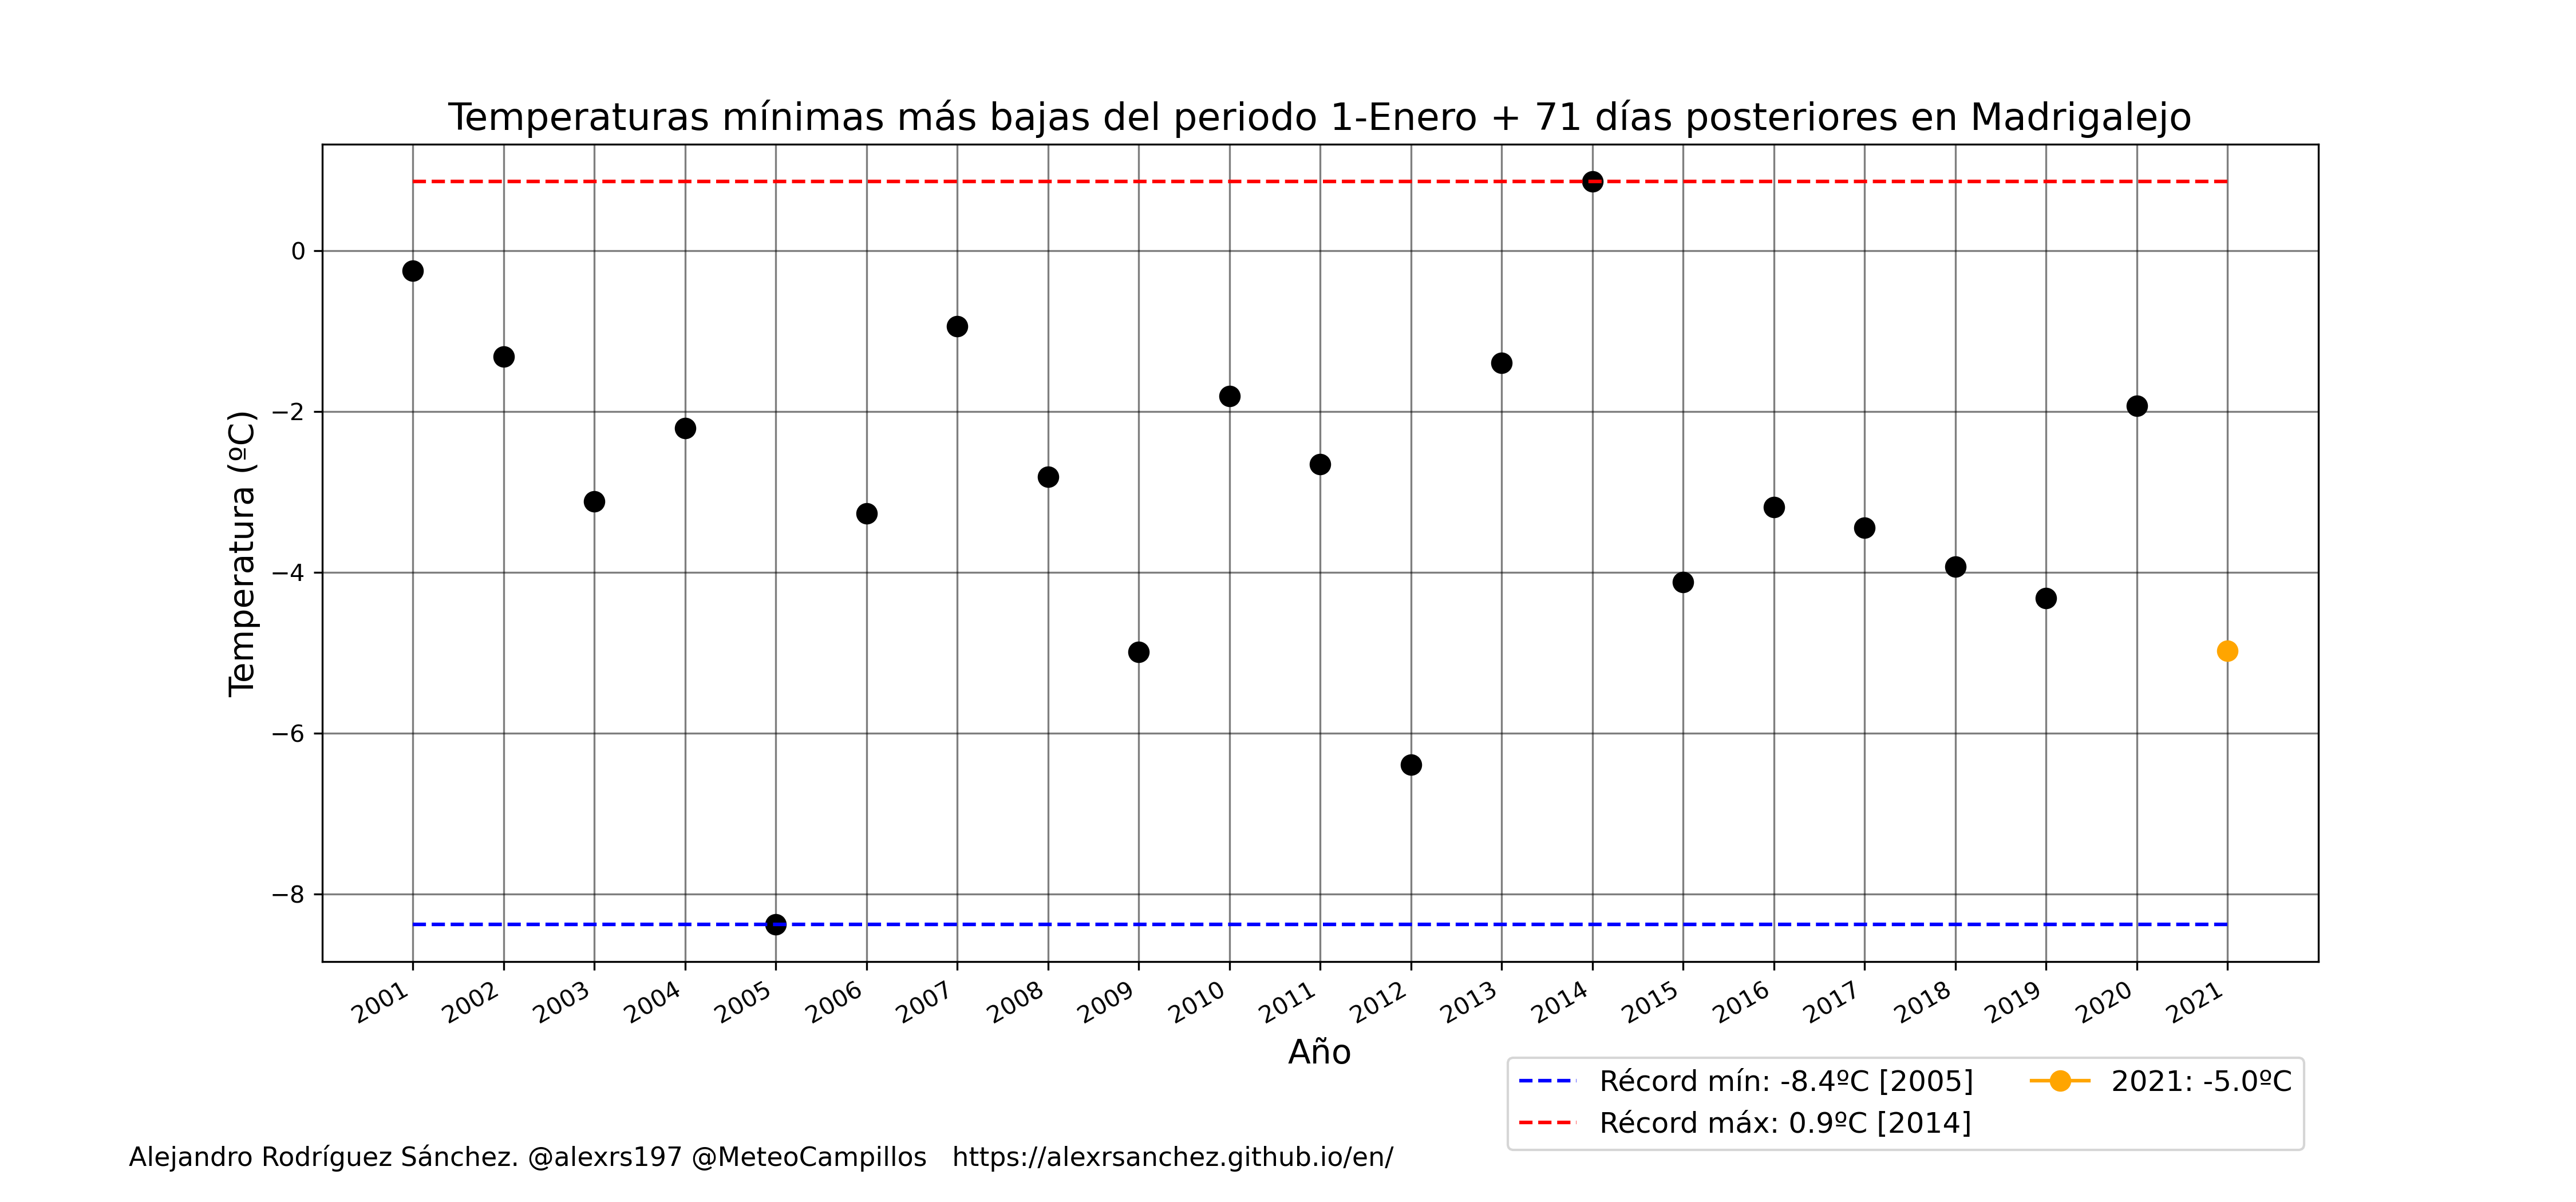 Temperaturas mínimas más bajas del periodo 1-Enero + 71 días posteriores en Madrigalejo
Temperatura (ºC)
0
−2
−4
−6
−8
2001 2002 2003 2004 2005 2006 2007 2008 2009 2010 2011 2012 2013 2014 2015 2016 2017 2018 2019 2020 2021
Año
Récord mín: -8.4ºC [2005]
Récord máx: 0.9ºC [2014]
2021: -5.0ºC
Alejandro Rodríguez Sánchez. @alexrs197 @MeteoCampillos https://alexrsanchez.github.io/en/